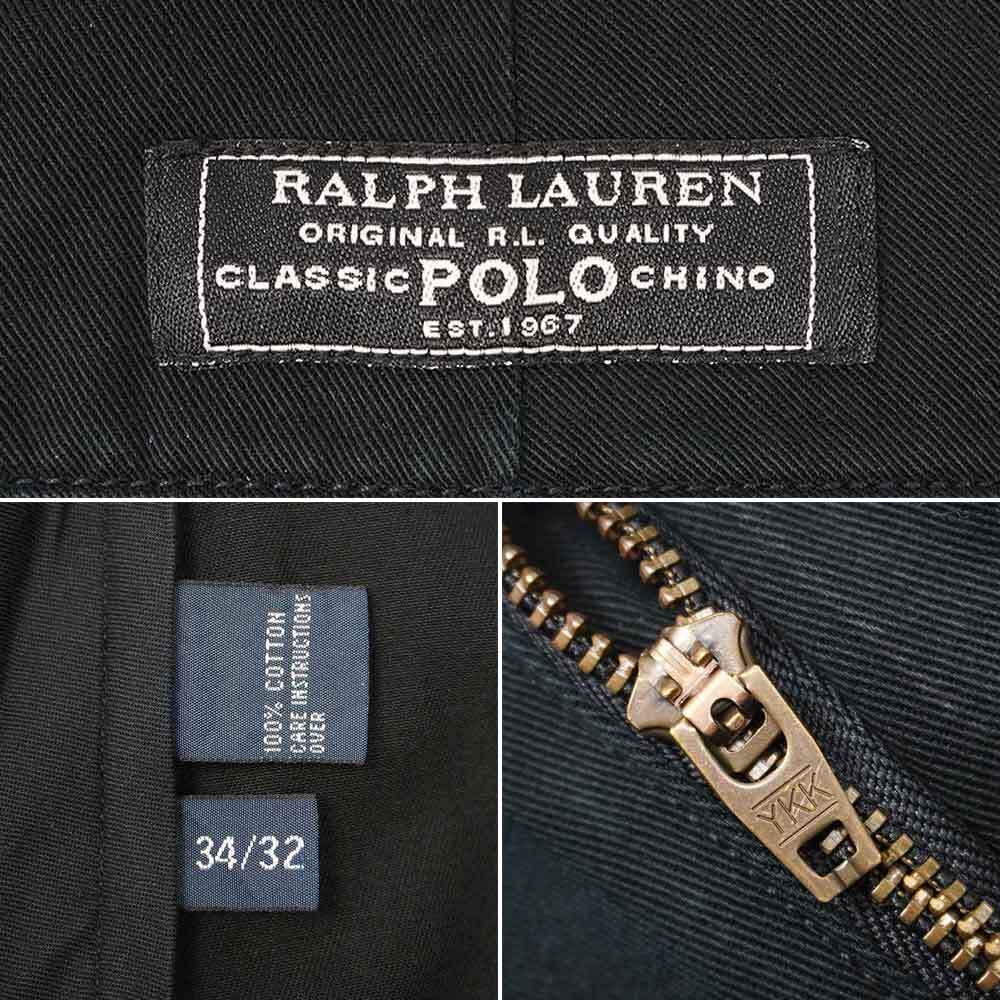 RALPH LAUREN
ORIGINAL R.L. QUALITY
CLASSIC POLO CHINO
EST. 1967
100% COTTON
CARE INSTRUCTIONS
OVER
34/32
YKK